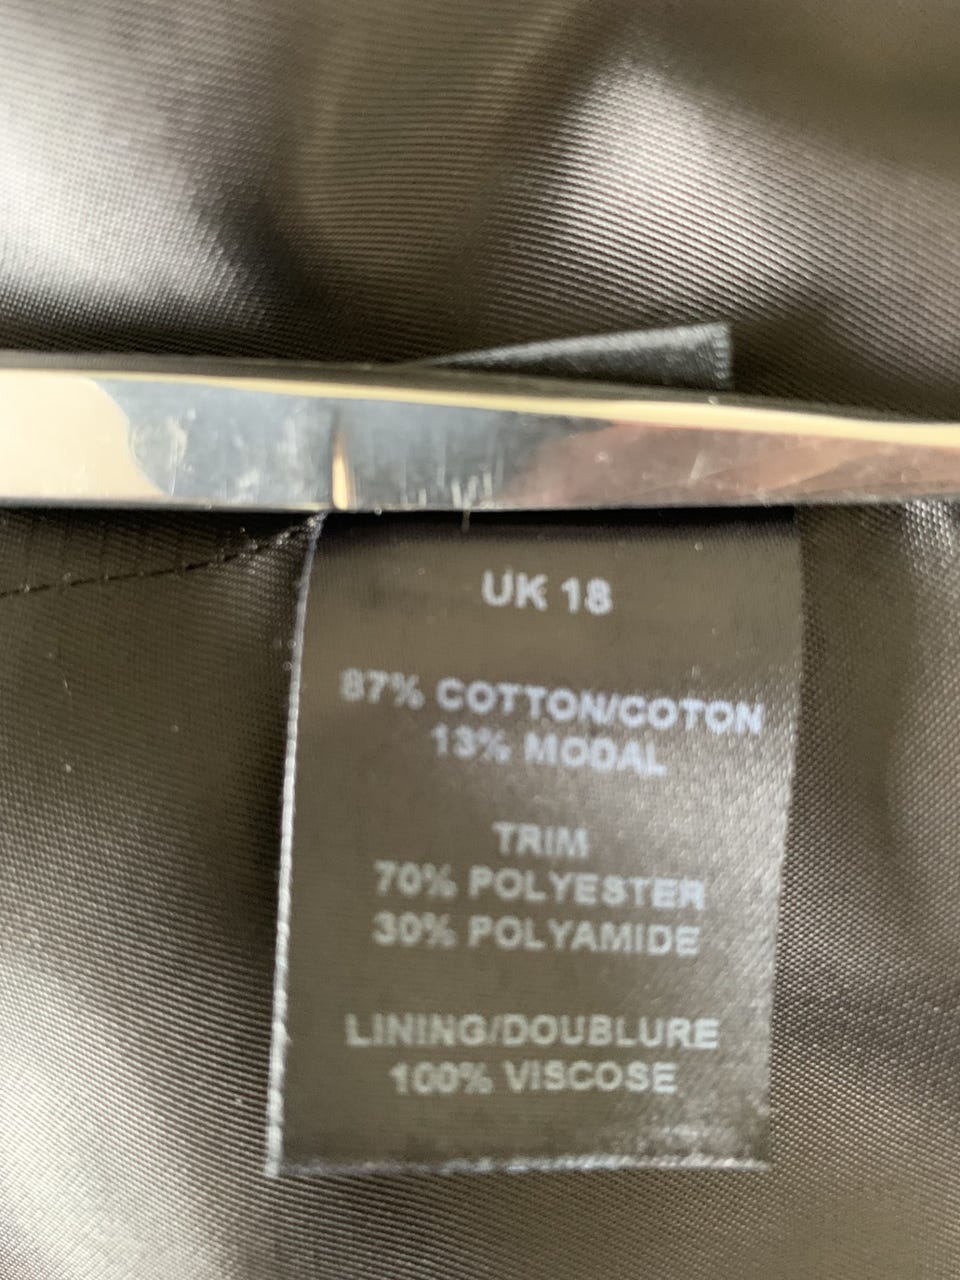 UK 18
87% COTTON/COTON
13% MODAL
TRIM
70% POLYESTER
30% POLYAMIDE
LINING/DOUBLURE
100% VISCOSE